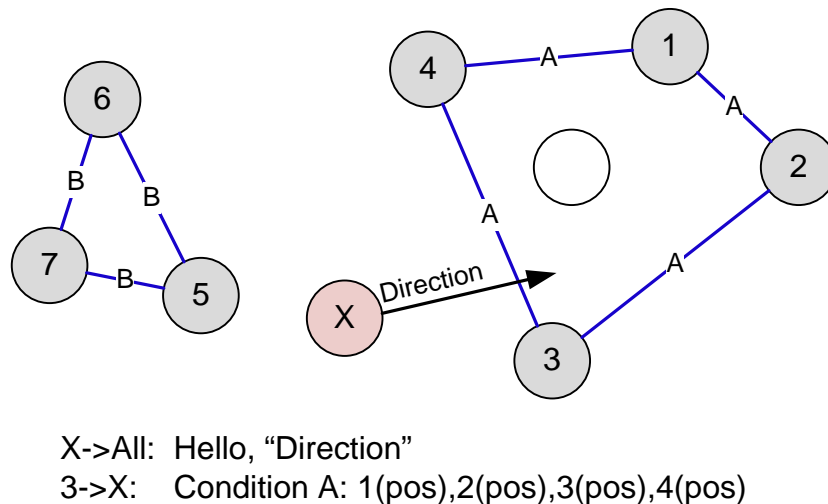 1
4
A
6
A
2
B
B
A
7
A
B
5
Direction
X
3
X->All: Hello, “Direction”
3->X: Condition A: 1(pos),2(pos),3(pos),4(pos)